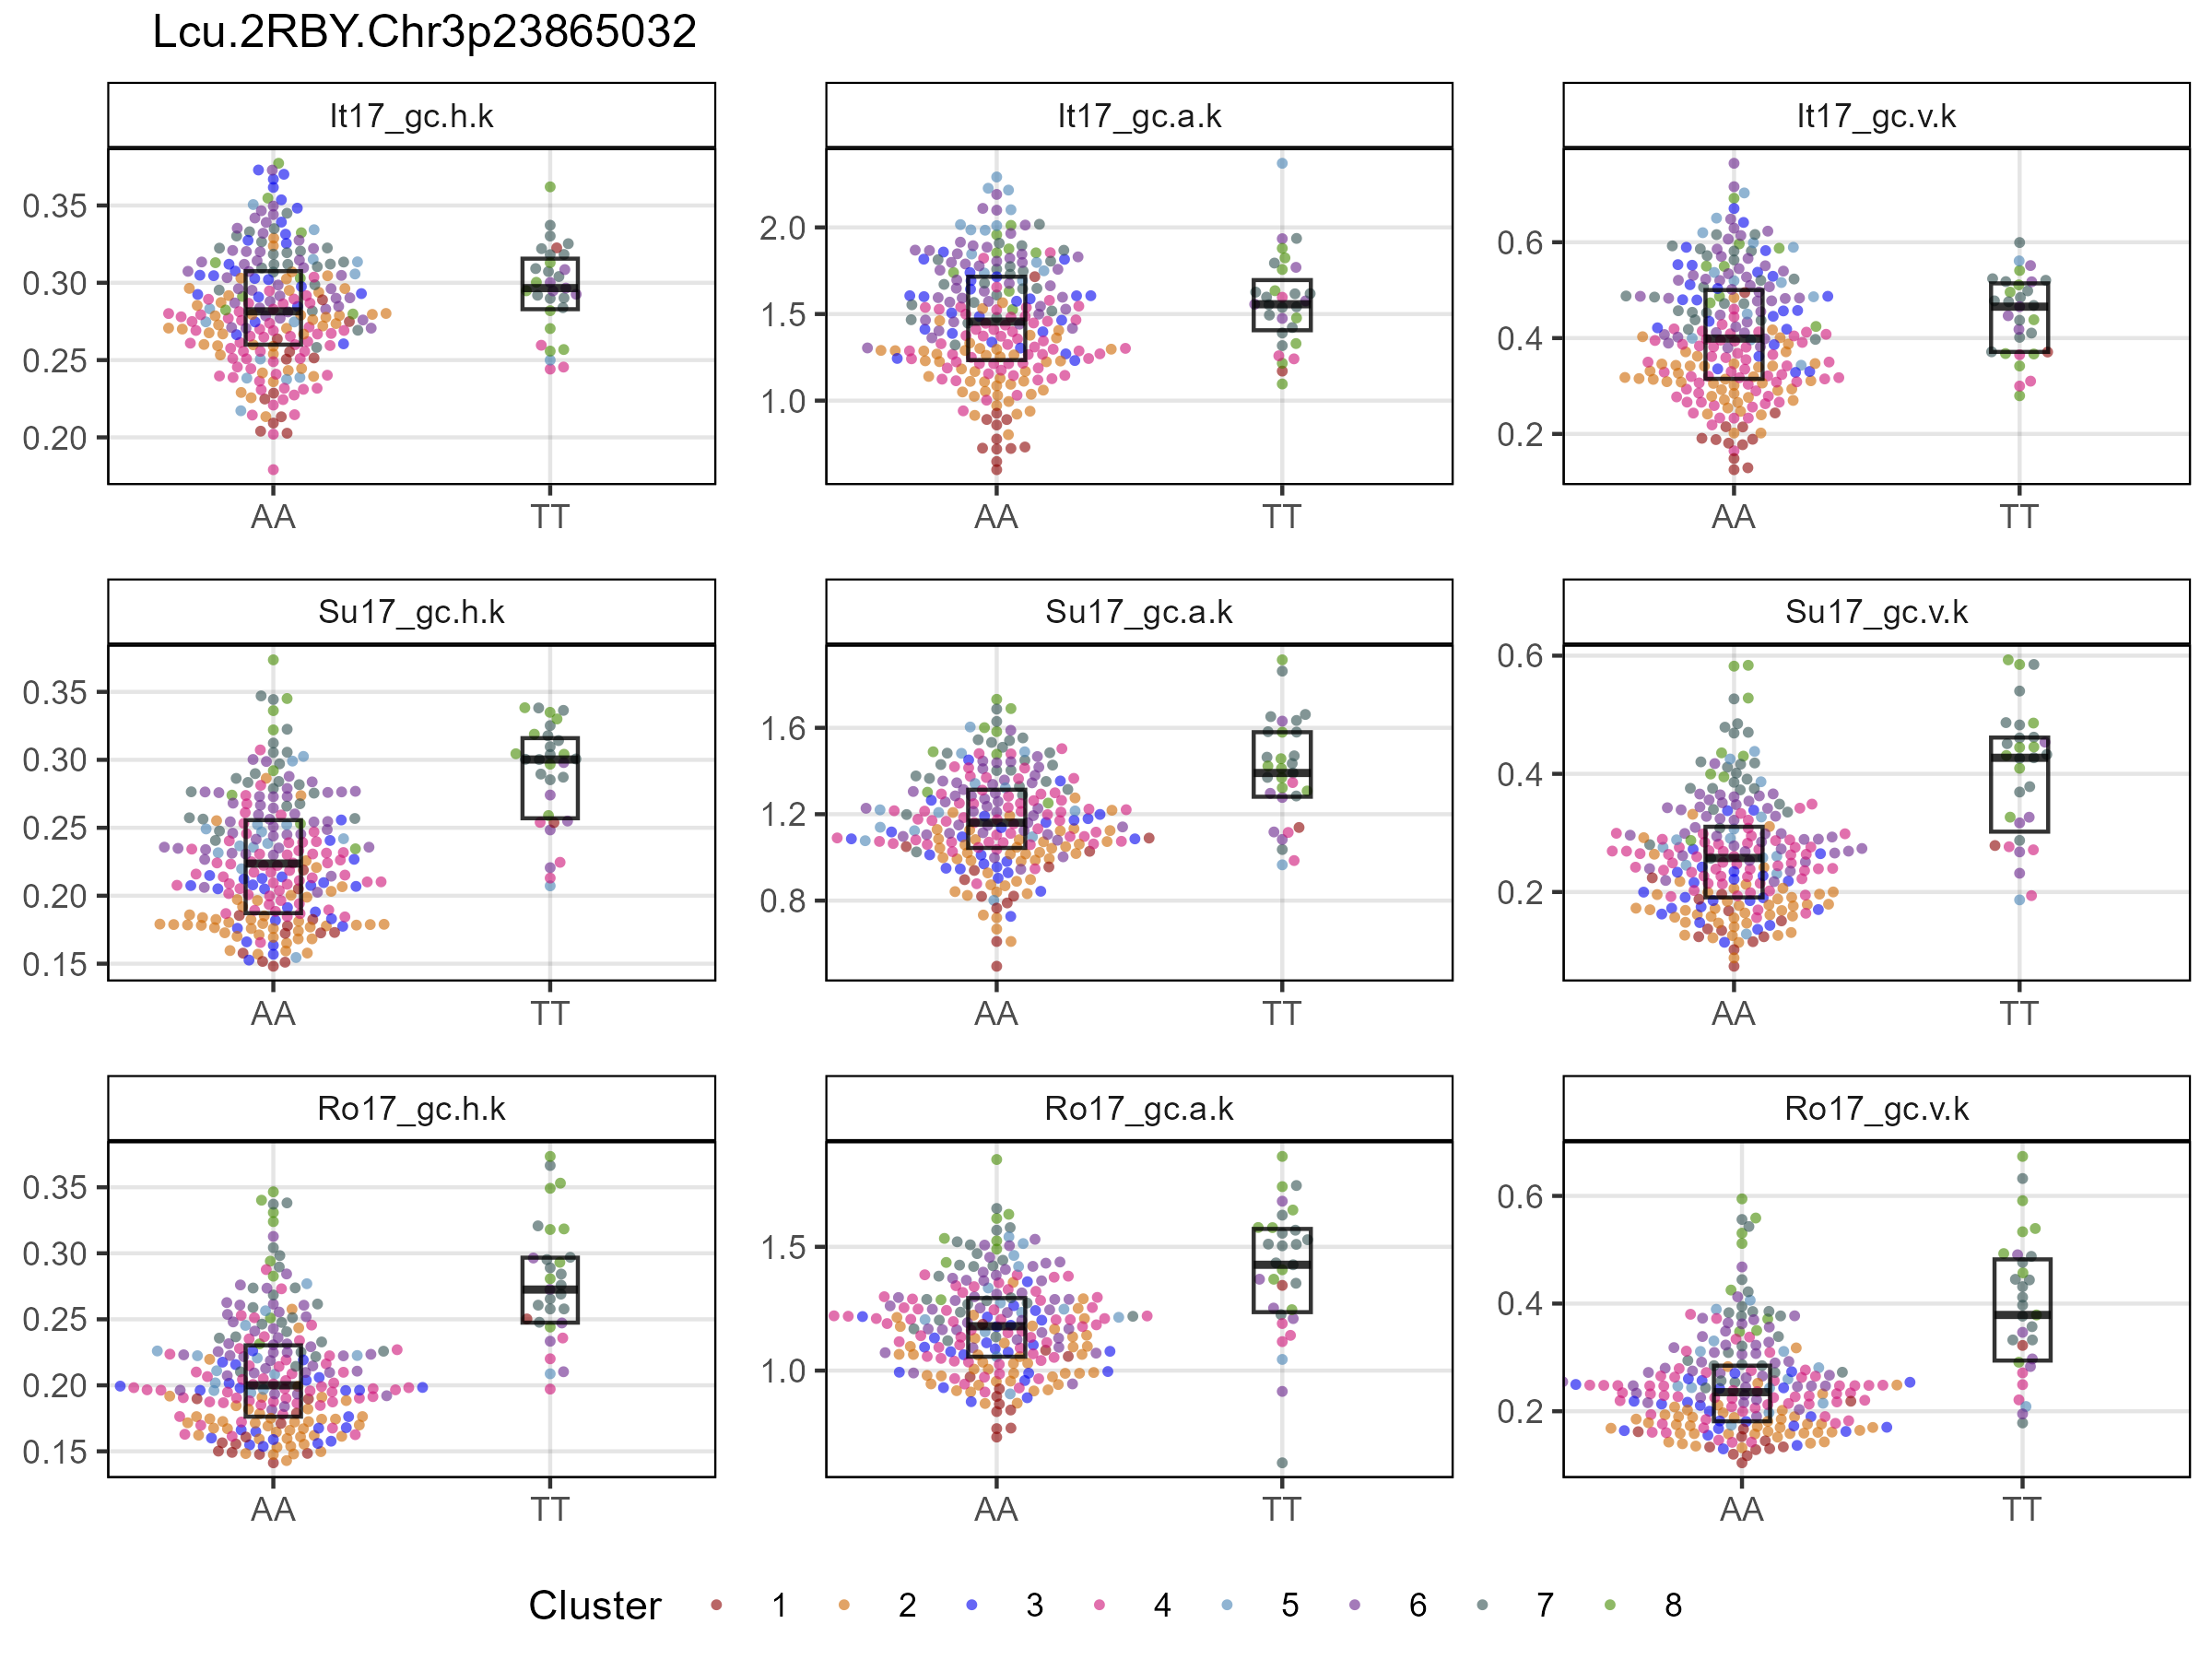 Lcu.2RBY.Chr3p23865032
It17_gc.h.k
It17_gc.a.k
It17_gc.v.k
0.35
0.30
0.25
0.20
2.0
1.5
1.0
0.6
0.4
0.2
AA TT
AA TT
AA TT
Su17_gc.h.k
Su17_gc.a.k
Su17_gc.v.k
0.35
0.30
0.25
0.20
0.15
1.6
1.2
0.8
0.6
0.4
0.2
AA TT
AA TT
AA TT
Ro17_gc.h.k
Ro17_gc.a.k
Ro17_gc.v.k
0.35
0.30
0.25
0.20
0.15
1.5
1.0
0.6
0.4
0.2
AA TT
AA TT
AA TT
Cluster 1 2 3 4 5 6 7 8